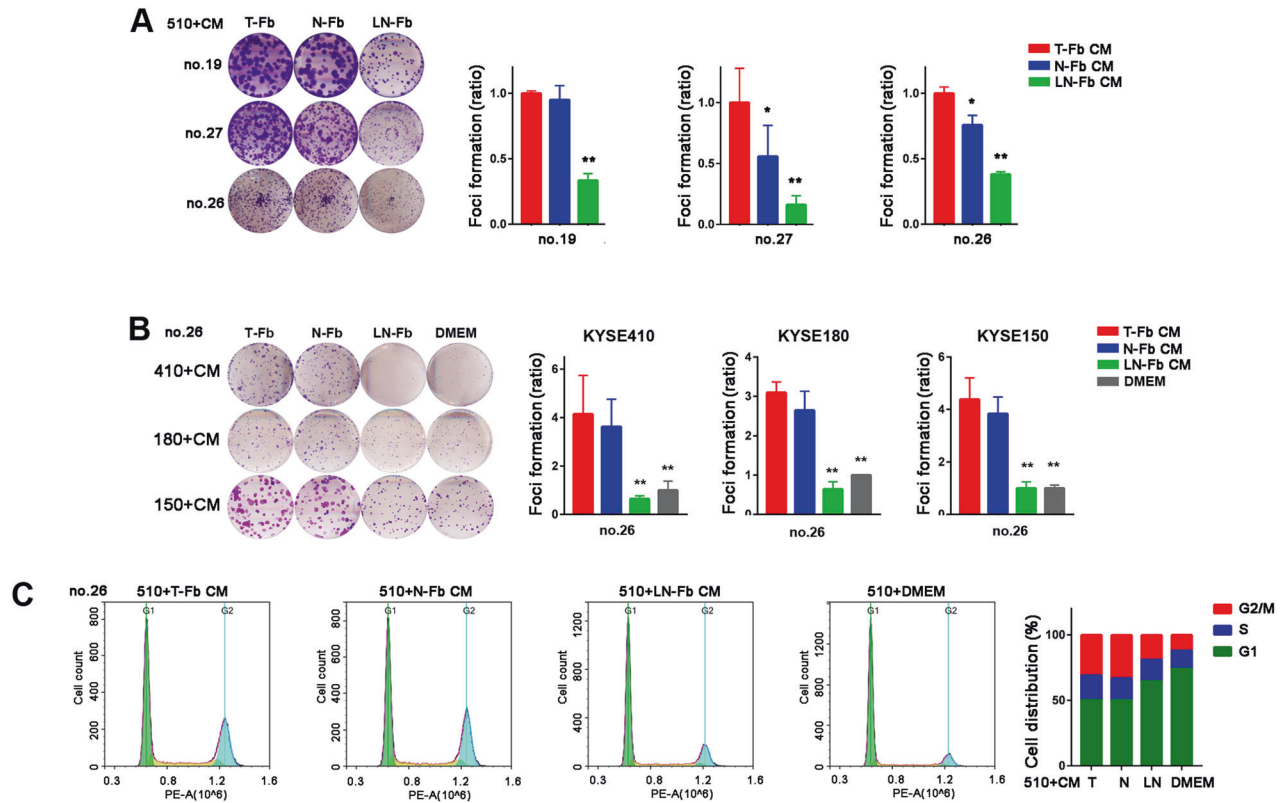 A
510+CM T-Fb N-Fb LN-Fb
no.19
no.27
no.26
Foci formation (ratio)
1.0
0.5
0.0
**
no.19
Foci formation (ratio)
1.0
0.5
0.0
*
**
no.27
Foci formation (ratio)
1.0
0.5
0.0
*
**
no.26
T-Fb CM
N-Fb CM
LN-Fb CM
B
no.26 T-Fb N-Fb LN-Fb DMEM
410+CM
180+CM
150+CM
KYSE410
Foci formation (ratio)
6
4
2
0
** **
no.26
KYSE180
Foci formation (ratio)
4
3
2
1
0
** **
no.26
KYSE150
Foci formation (ratio)
6
4
2
0
** **
no.26
T-Fb CM
N-Fb CM
LN-Fb CM
DMEM
C
no.26
510+T-Fb CM
G1 G2
Cell count
800
600
400
200
0
0.3 0.8 1.2 1.6
PE-A(10^6)
510+N-Fb CM
G1 G2
Cell count
800
600
400
200
0
0.3 0.8 1.2 1.6
PE-A(10^6)
510+LN-Fb CM
G1 G2
Cell count
1200
800
400
0
0.3 0.8 1.2 1.6
PE-A(10^6)
510+DMEM
G1 G2
Cell count
1200
800
400
0
0.3 0.8 1.2 1.6
PE-A(10^6)
Cell distribution (%)
100
50
0
510+CM T N LN DMEM
G2/M
S
G1